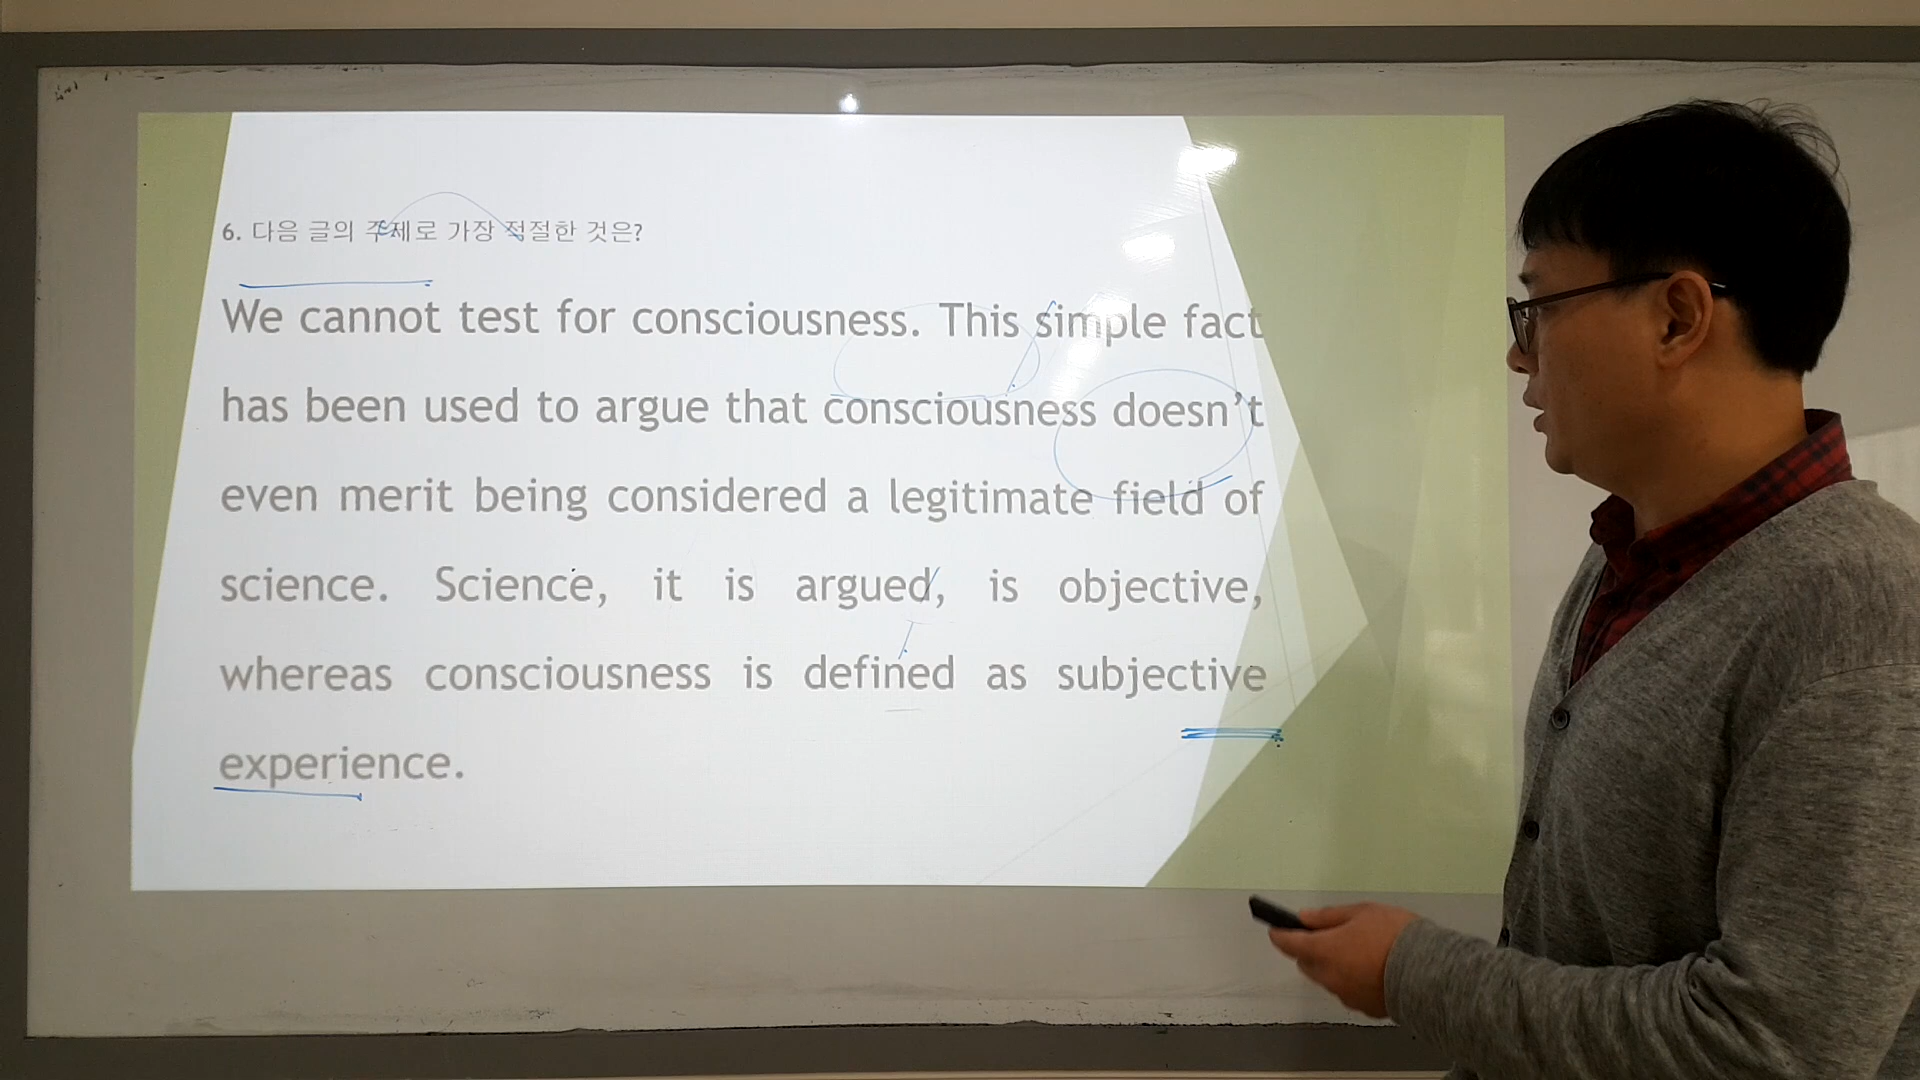 6. 다음 글의 주제로 가장 적절한 것은?
We cannot test for consciousness. This simple fact
has been used to argue that consciousness doesn't
even merit being considered a legitimate field of
science. Science, it is argued, is objective,
whereas consciousness is defined as subjective
experience.